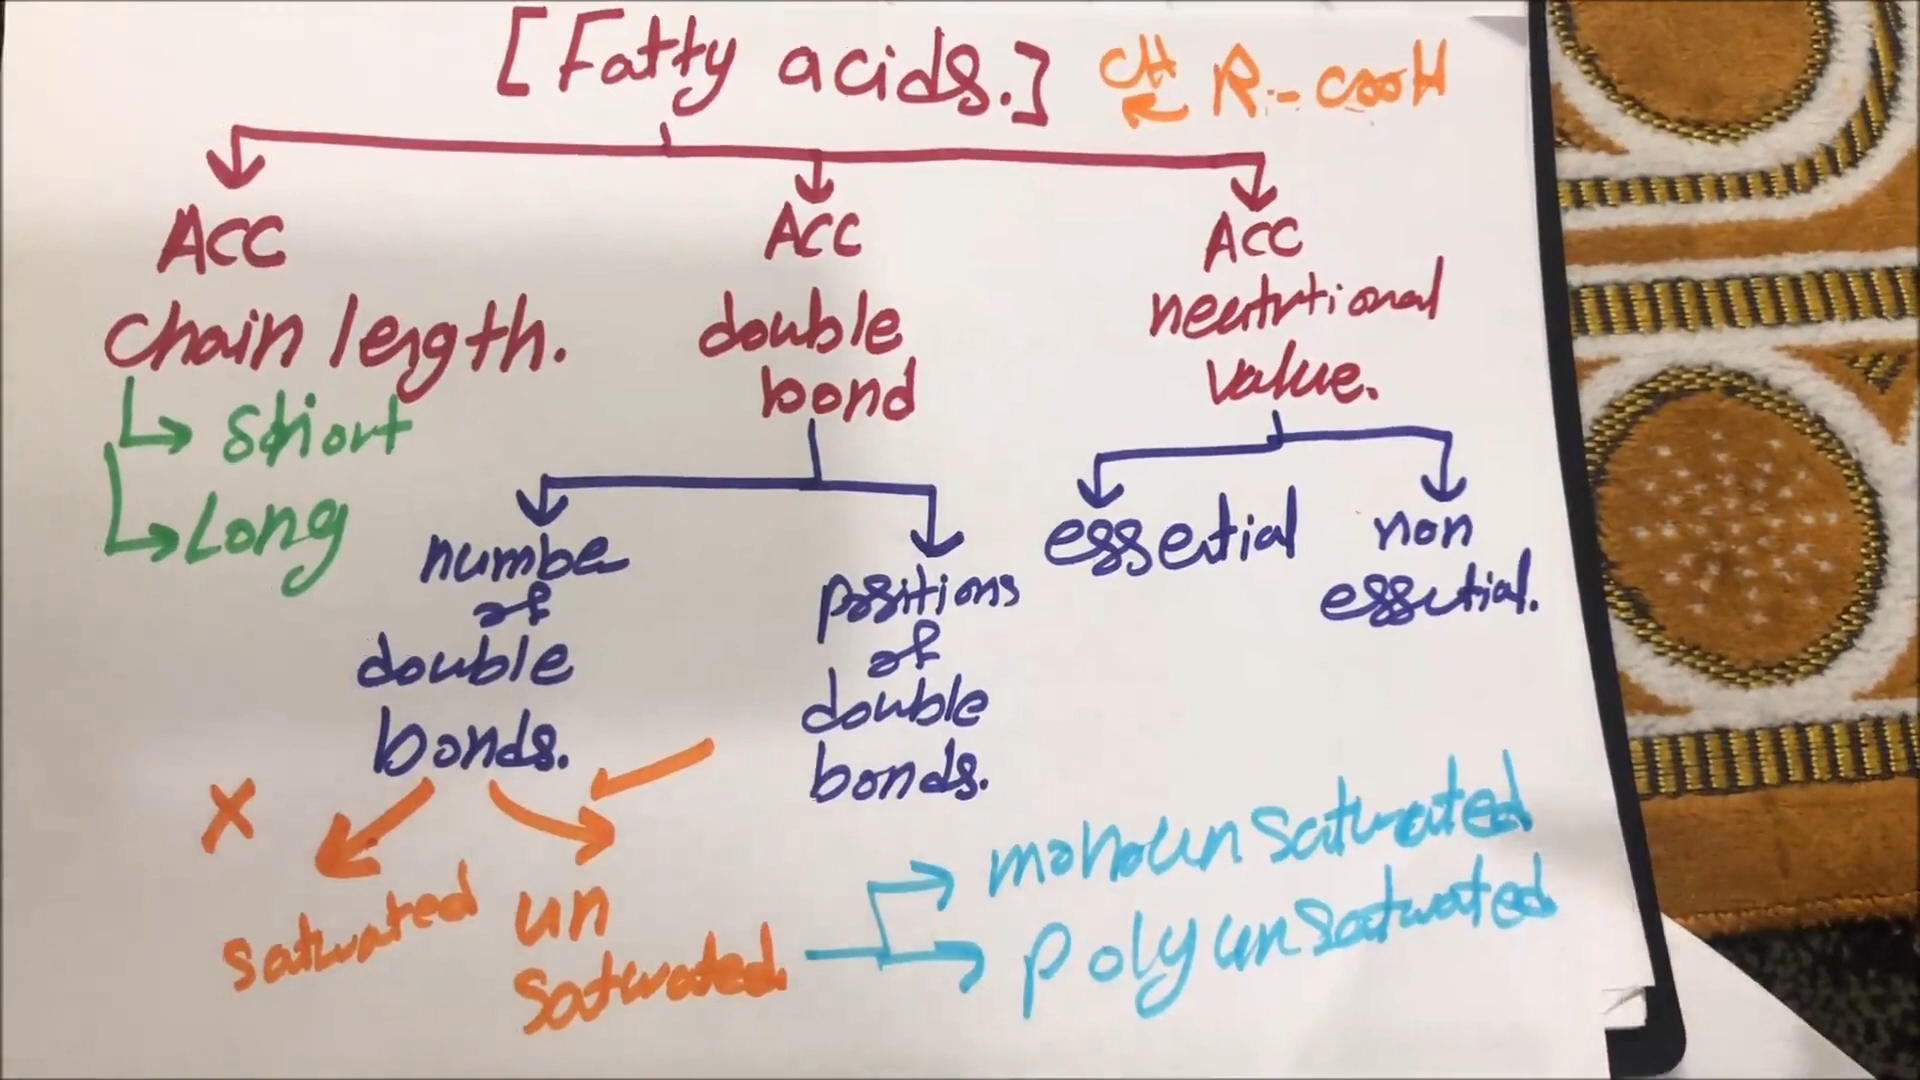 [Fatty acids.] CH R - COOH
Acc
chain length.
short
Long
Acc
double
bond
number
of
double
bonds.
positions
of
double
bonds.
Acc
neutrtional
value.
essential
non
essential.
X
saturated
un
saturated.
monounsaturated
polyunsaturated